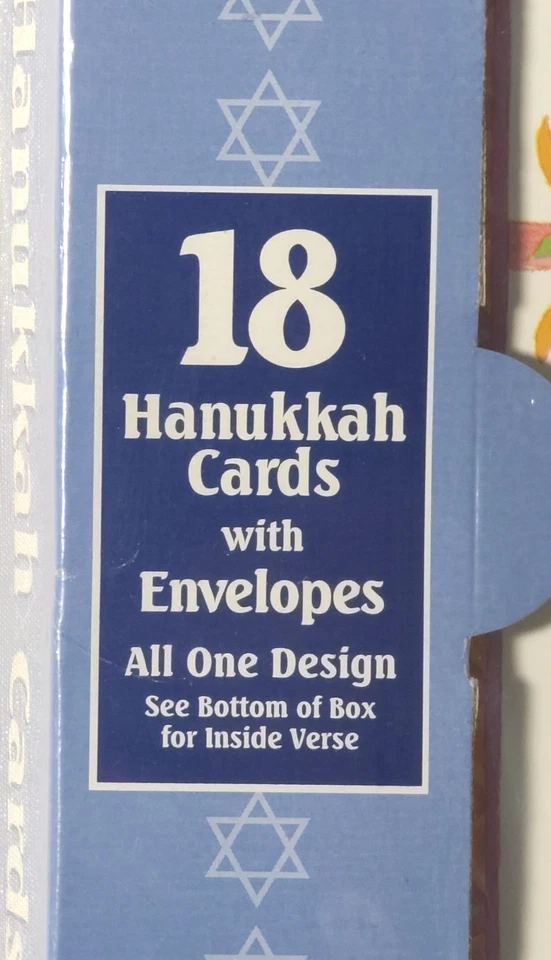 18
Hanukkah
Cards
with
Envelopes
All One Design
See Bottom of Box
for Inside Verse
Hanukkah Cards